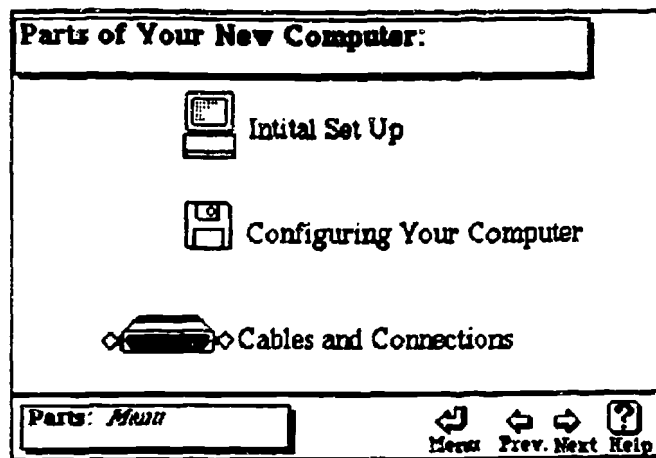 Parts of Your New Computer:
Intital Set Up
Configuring Your Computer
Cables and Connections
Parts: Menu
Menu Prev. Next Help